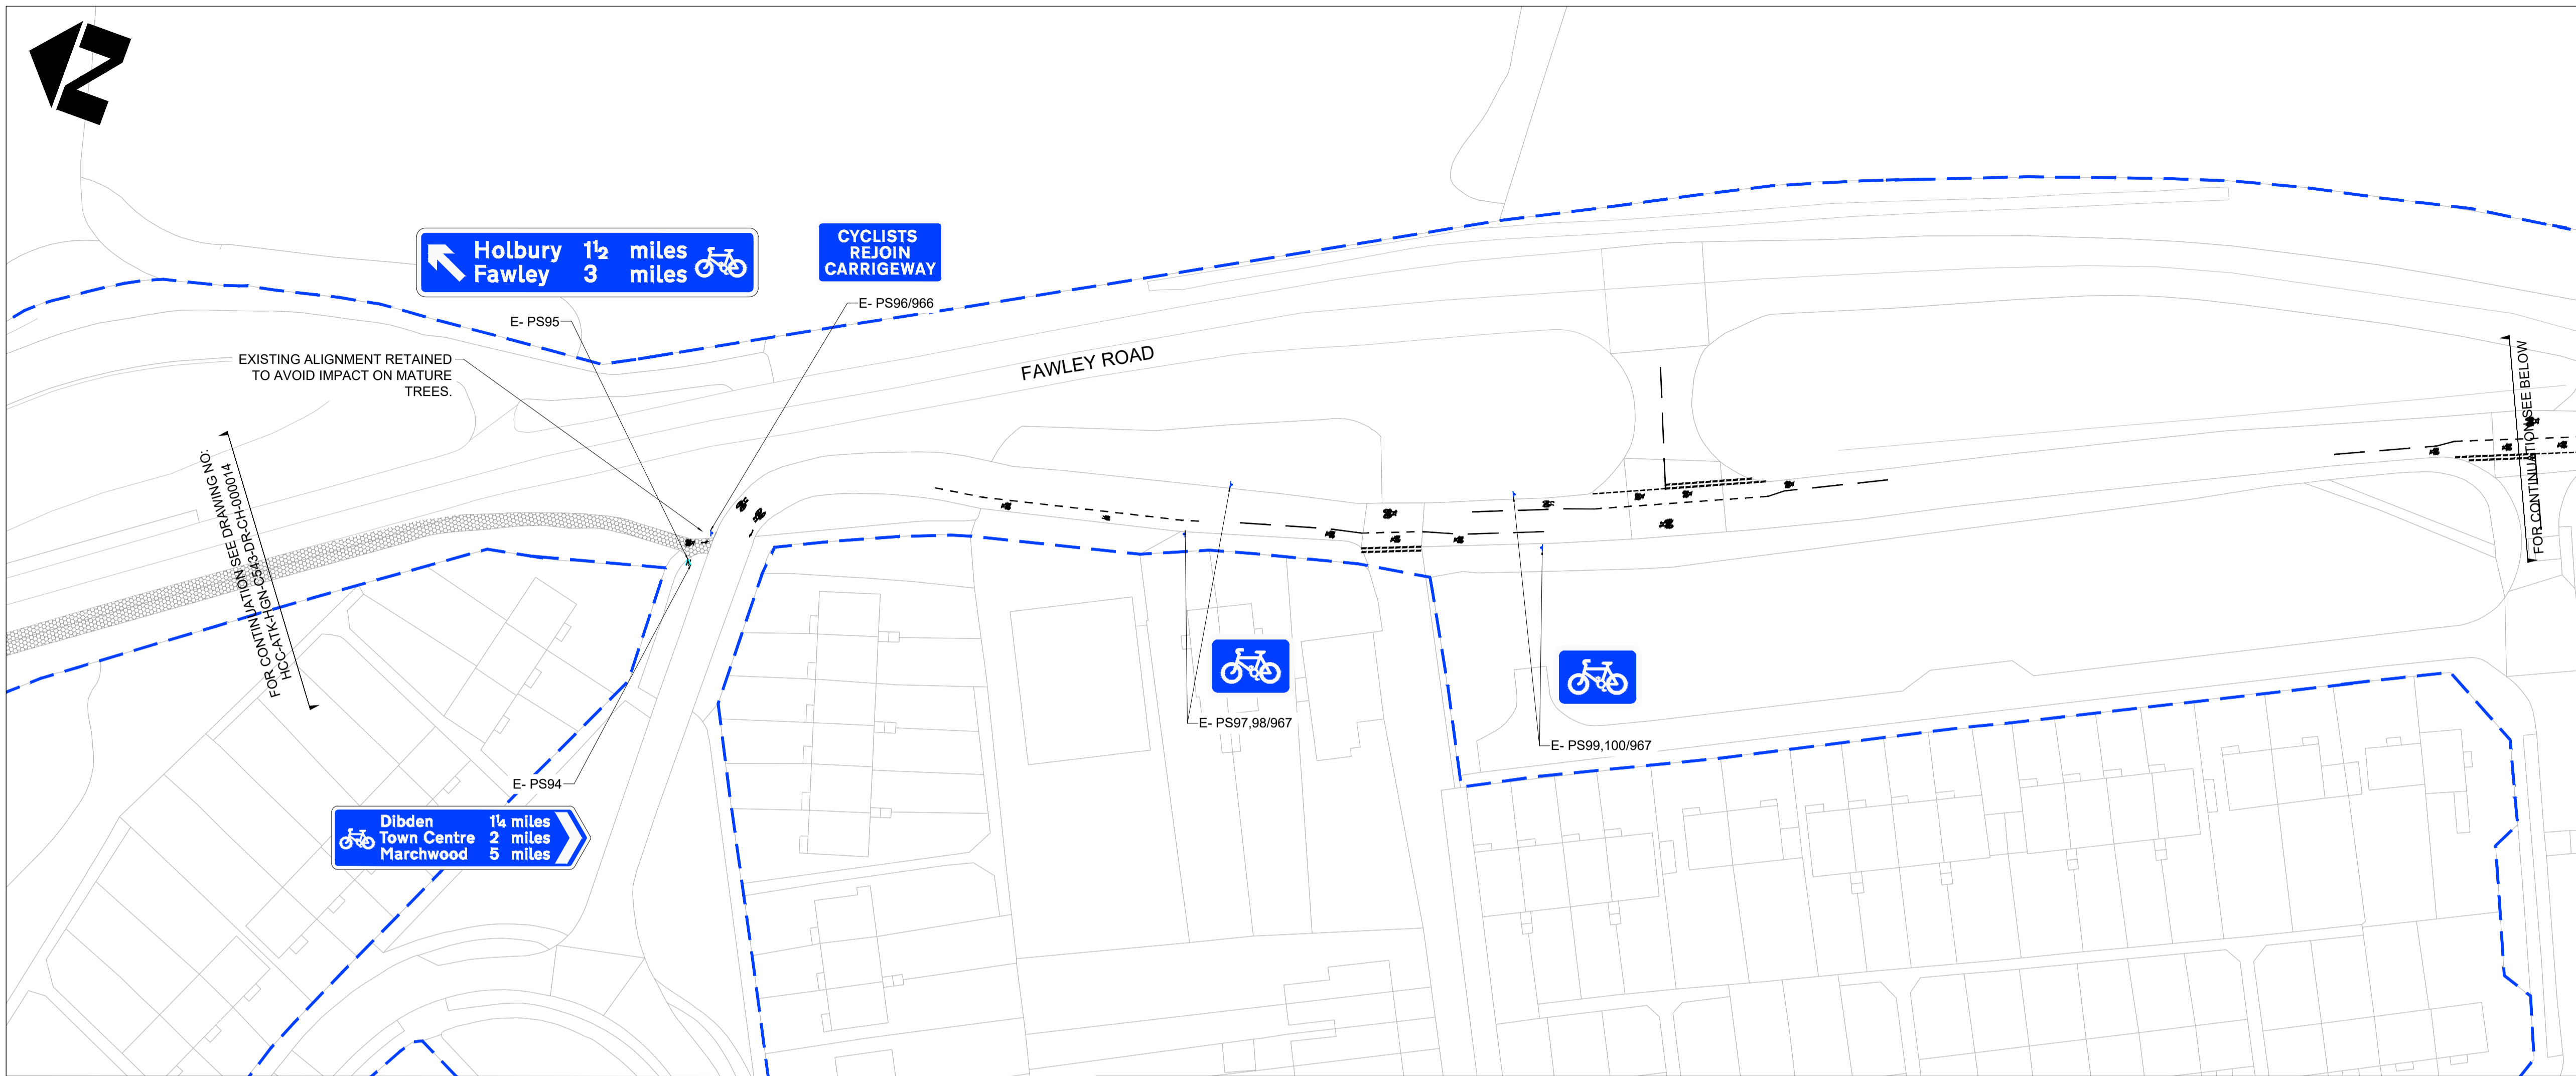 Holbury 1½ miles
Fawley 3 miles
CYCLISTS
REJOIN
CARRIGEWAY
E- PS96/966
E- PS95
EXISTING ALIGNMENT RETAINED
TO AVOID IMPACT ON MATURE
TREES.
FAWLEY ROAD
FOR CONTINUATION SEE DRAWING NO:
HCC-ATK-HGN-C543-DR-CH-000014
FOR CONTINUATION SEE BELOW
E- PS97,98/967
E- PS99,100/967
E- PS94
Dibden 1¼ miles
Town Centre 2 miles
Marchwood 5 miles